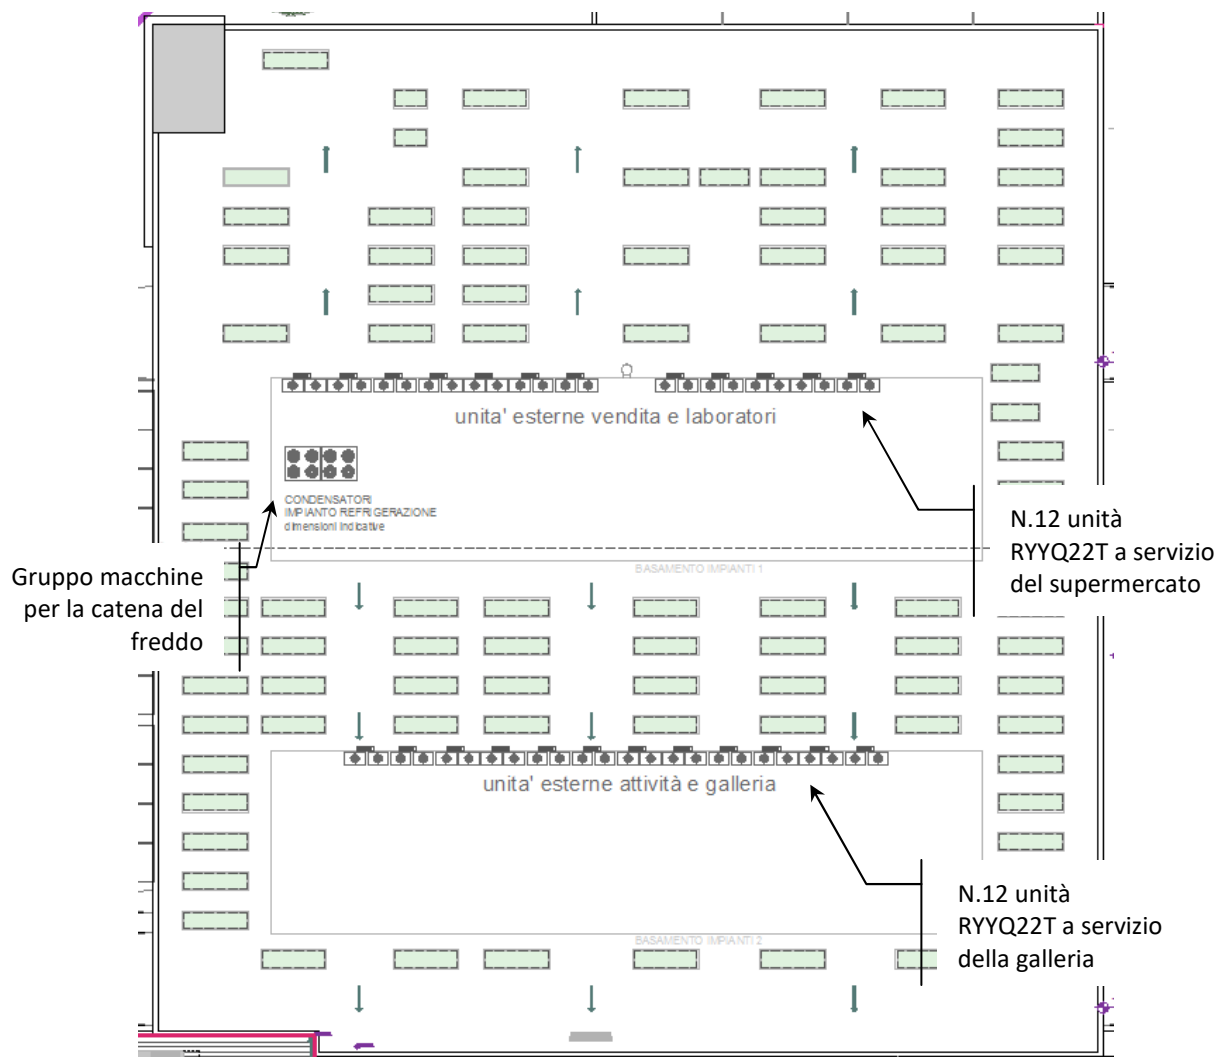 unita' esterne vendita e laboratori
CONDENSATORI
IMPIANTO REFRIGERAZIONE
dimensioni indicative
N.12 unità
RYYQ22T a servizio
del supermercato
BASAMENTO IMPIANTI 1
Gruppo macchine
per la catena del
freddo
unita' esterne attività e galleria
N.12 unità
RYYQ22T a servizio
della galleria
BASAMENTO IMPIANTI 2